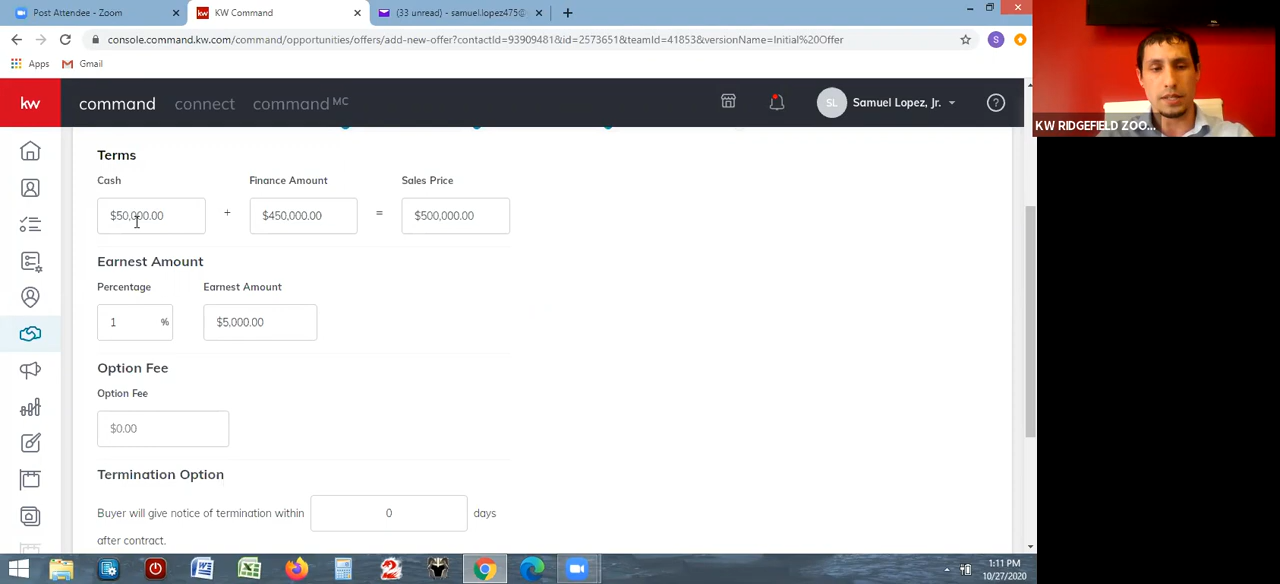 Post Attendee - Zoom
KW Command
(33 unread) - samuel.lopez475@
console.command.kw.com/command/opportunities/offers/add-new-offer?contactId=93909481&id=2573651&teamId=41853&versionName=Initial%20Offer
S
Apps
Gmail
kw
command
connect
command MC
SL
Samuel Lopez, Jr.
KW RIDGEFIELD ZOO...
Terms
Cash
Finance Amount
Sales Price
$50,000.00
+
$450,000.00
=
$500,000.00
Earnest Amount
Percentage
Earnest Amount
1
%
$5,000.00
Option Fee
Option Fee
$0.00
Termination Option
Buyer will give notice of termination within
0
days
after contract.
1:11 PM
10/27/2020